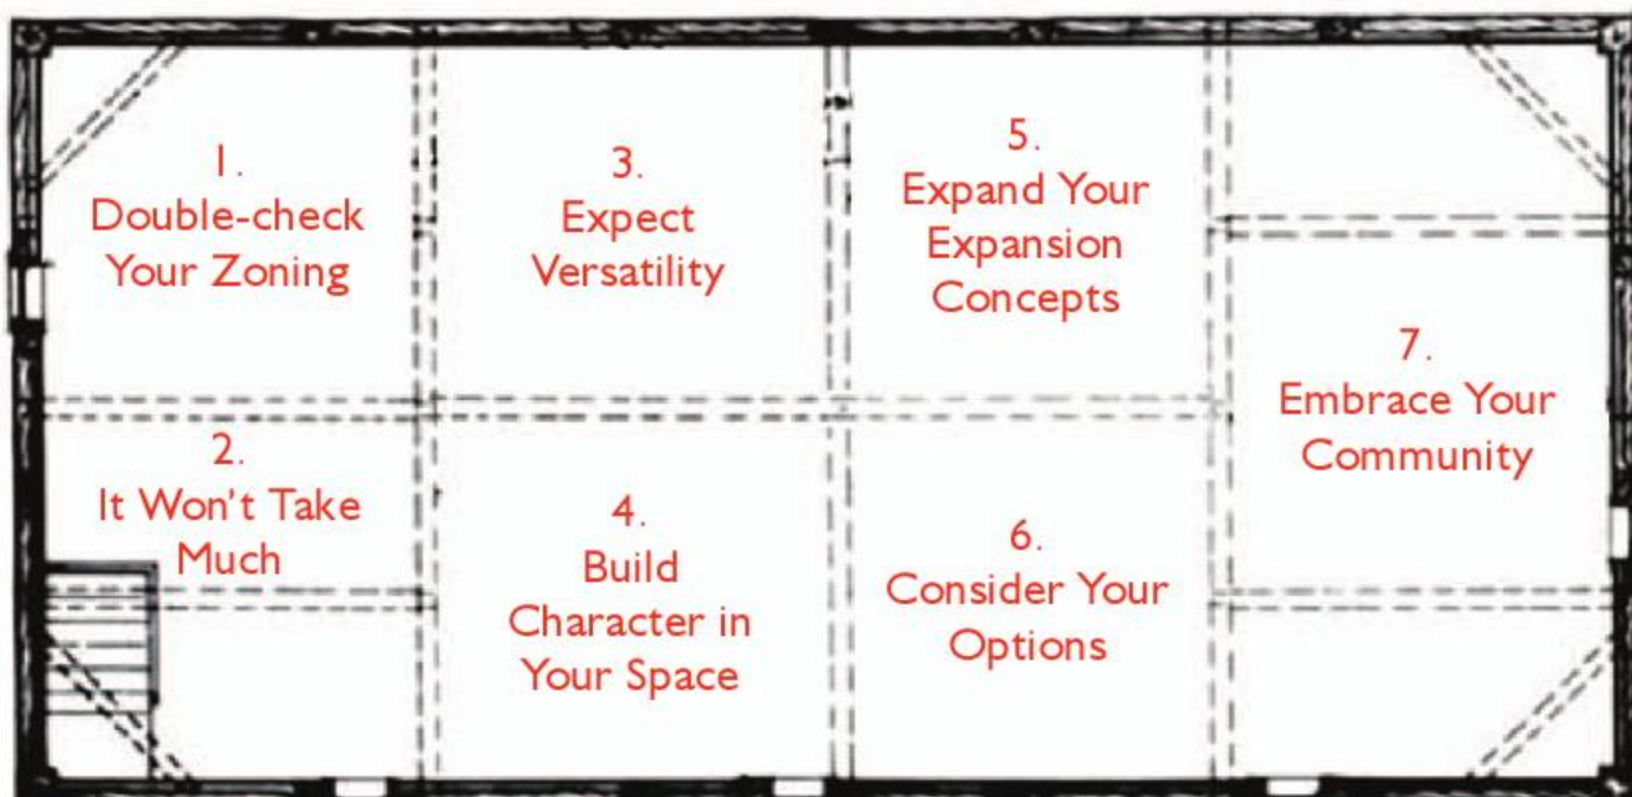 1.
Double-check
Your Zoning
2.
It Won't Take
Much
3.
Expect
Versatility
4.
Build
Character in
Your Space
5.
Expand Your
Expansion
Concepts
6.
Consider Your
Options
7.
Embrace Your
Community